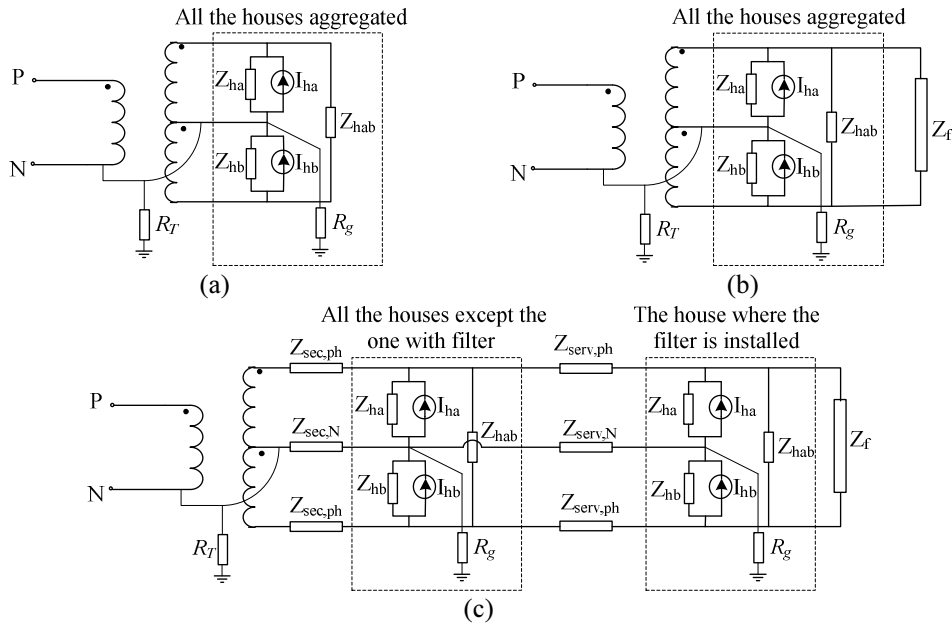 All the houses aggregated
P
N
Z_ha
I_ha
Z_hb
I_hb
Z_hab
R_T
R_g
(a)
All the houses aggregated
P
N
Z_ha
I_ha
Z_hb
I_hb
Z_hab
Z_f
R_T
R_g
(b)
All the houses except the
one with filter
The house where the
filter is installed
Z_sec,ph
Z_serv,ph
P
N
Z_ha
I_ha
Z_sec,N
Z_hab
Z_serv,N
Z_hb
I_hb
Z_sec,ph
Z_serv,ph
Z_ha
I_ha
Z_hb
I_hb
Z_hab
Z_f
R_T
R_g
R_g
(c)